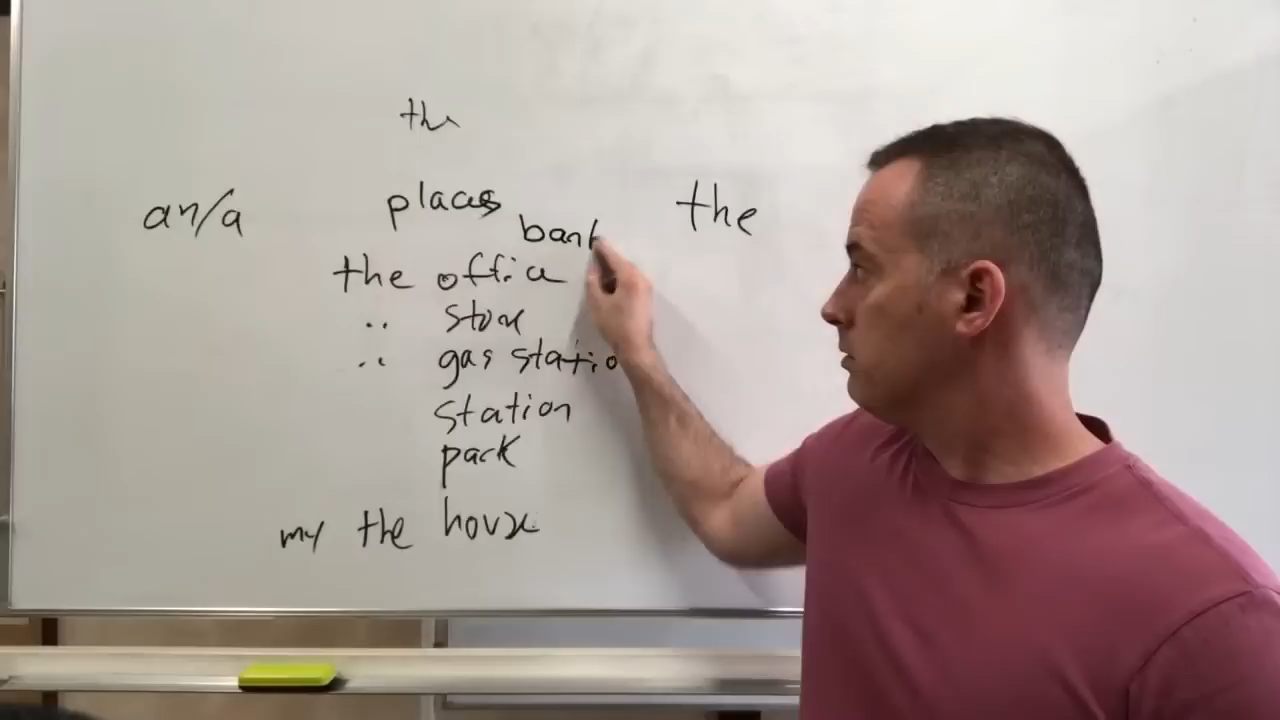 the
an/a places the
bank
the office
" store
" gas station
station
park
my the house